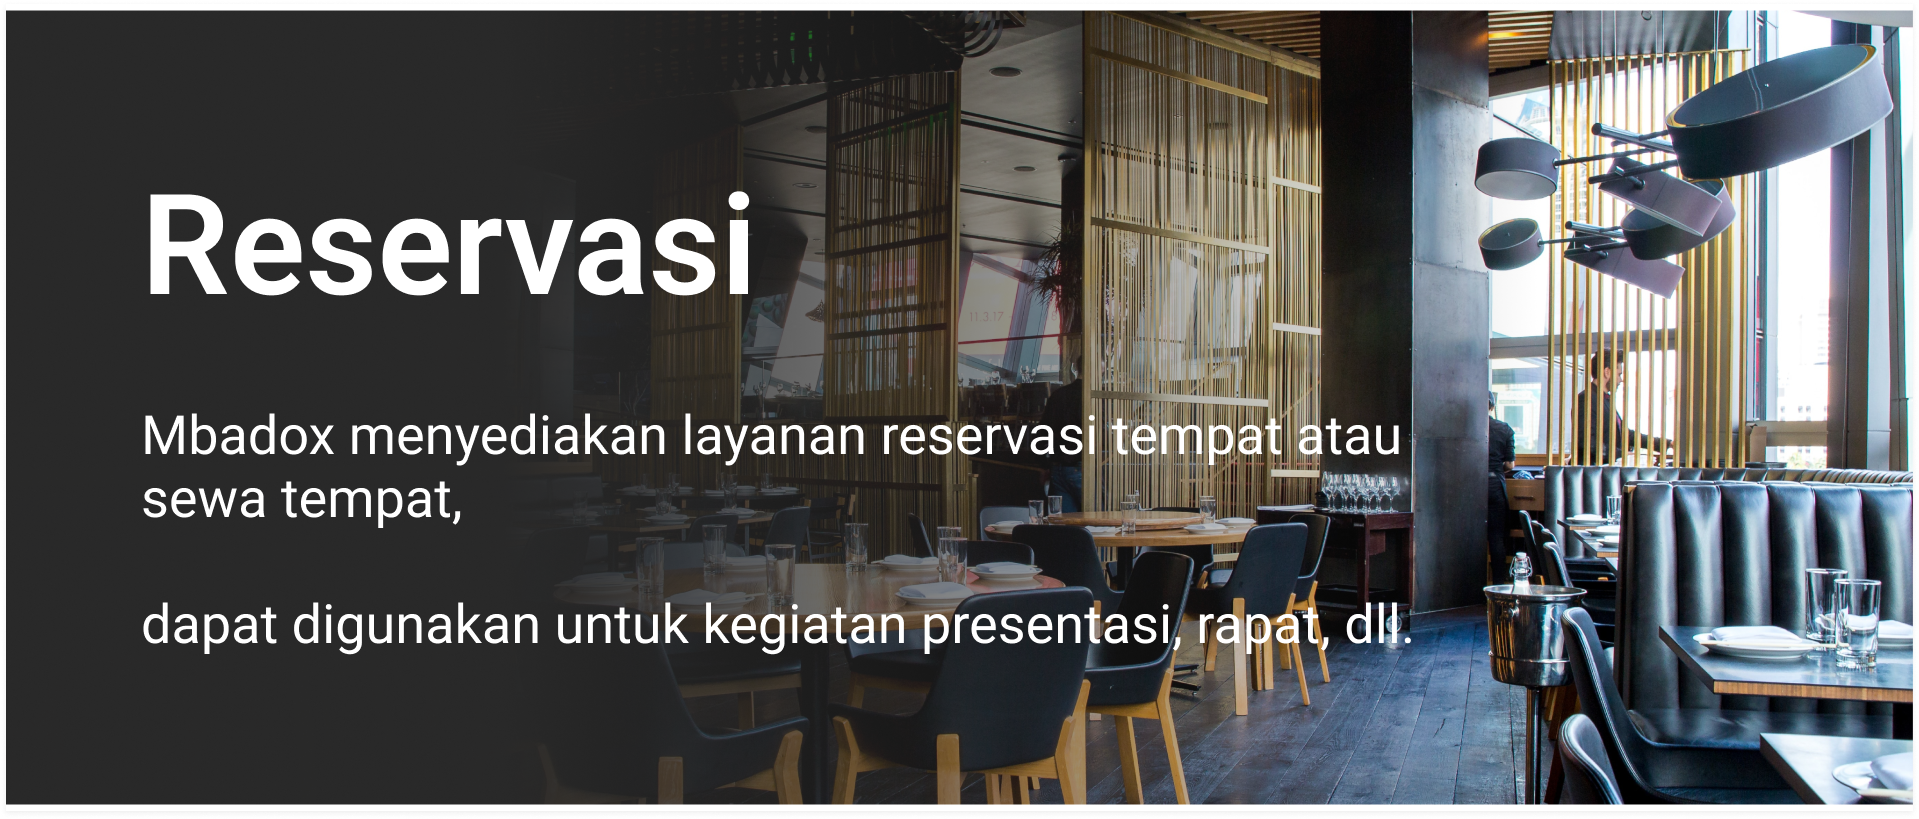 Reservasi
Mbadox menyediakan layanan reservasi tempat atau
sewa tempat,
dapat digunakan untuk kegiatan presentasi, rapat, dll.